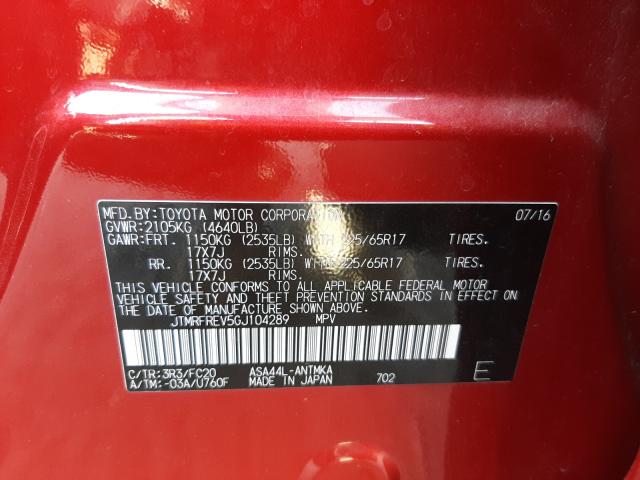 MFD.BY:TOYOTA MOTOR CORPORATION 07/16
GVWR:2105KG (4640LB)
GAWR:FRT. 1150KG (2535LB) WITH 225/65R17 TIRES.
17X7J RIMS.
RR. 1150KG (2535LB) WITH 225/65R17 TIRES.
17X7J RIMS.
THIS VEHICLE CONFORMS TO ALL APPLICABLE FEDERAL MOTOR
VEHICLE SAFETY AND THEFT PREVENTION STANDARDS IN EFFECT ON
THE DATE OF MANUFACTURE SHOWN ABOVE.
JTMRFREV5GJ104289 MPV
C/TR:3R3/FC20 ASA44L-ANTMKA
A/TM:-03A/U760F MADE IN JAPAN 702 E